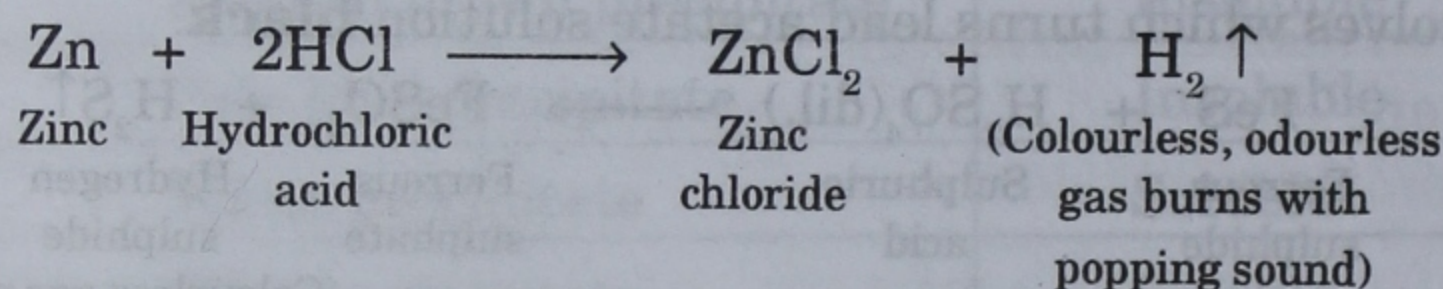 Zn + 2HCl ⟶ ZnCl₂ + H₂ ↑
Zinc Hydrochloric Zinc (Colourless, odourless
acid chloride gas burns with
popping sound)